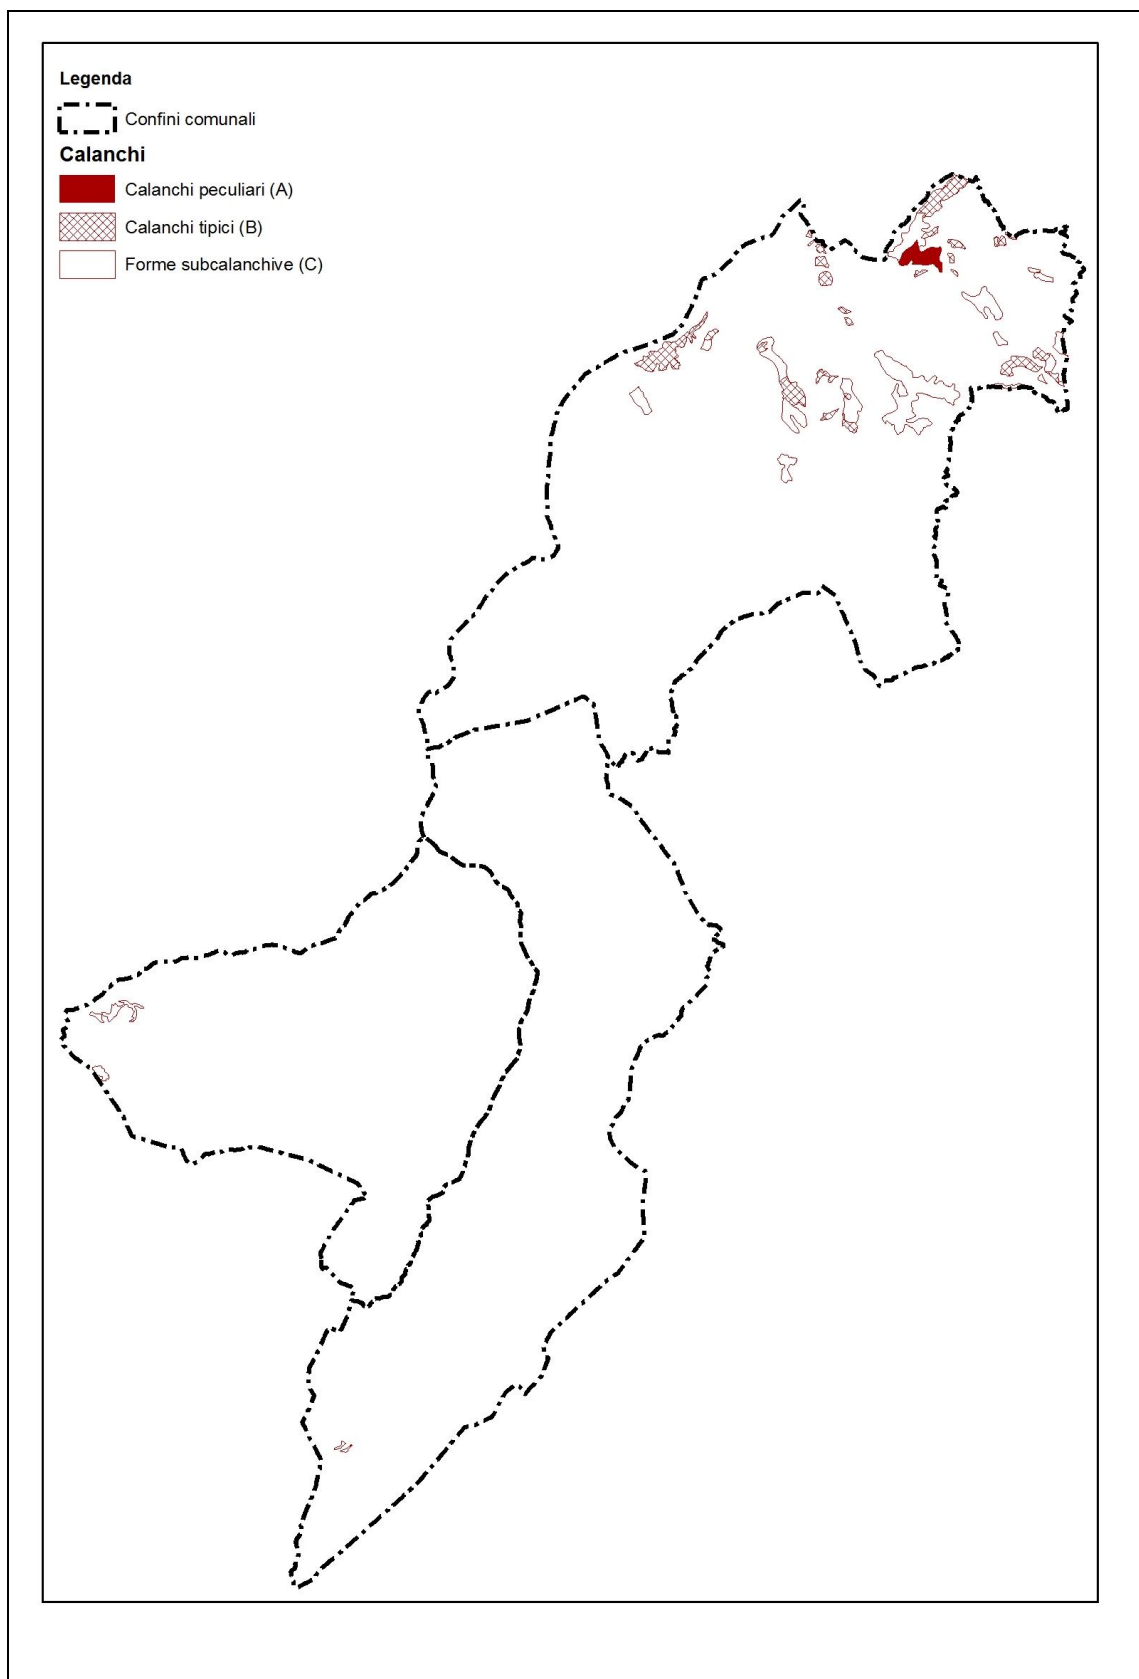 Legenda
Confini comunali
Calanchi
Calanchi peculiari (A)
Calanchi tipici (B)
Forme subcalanchive (C)